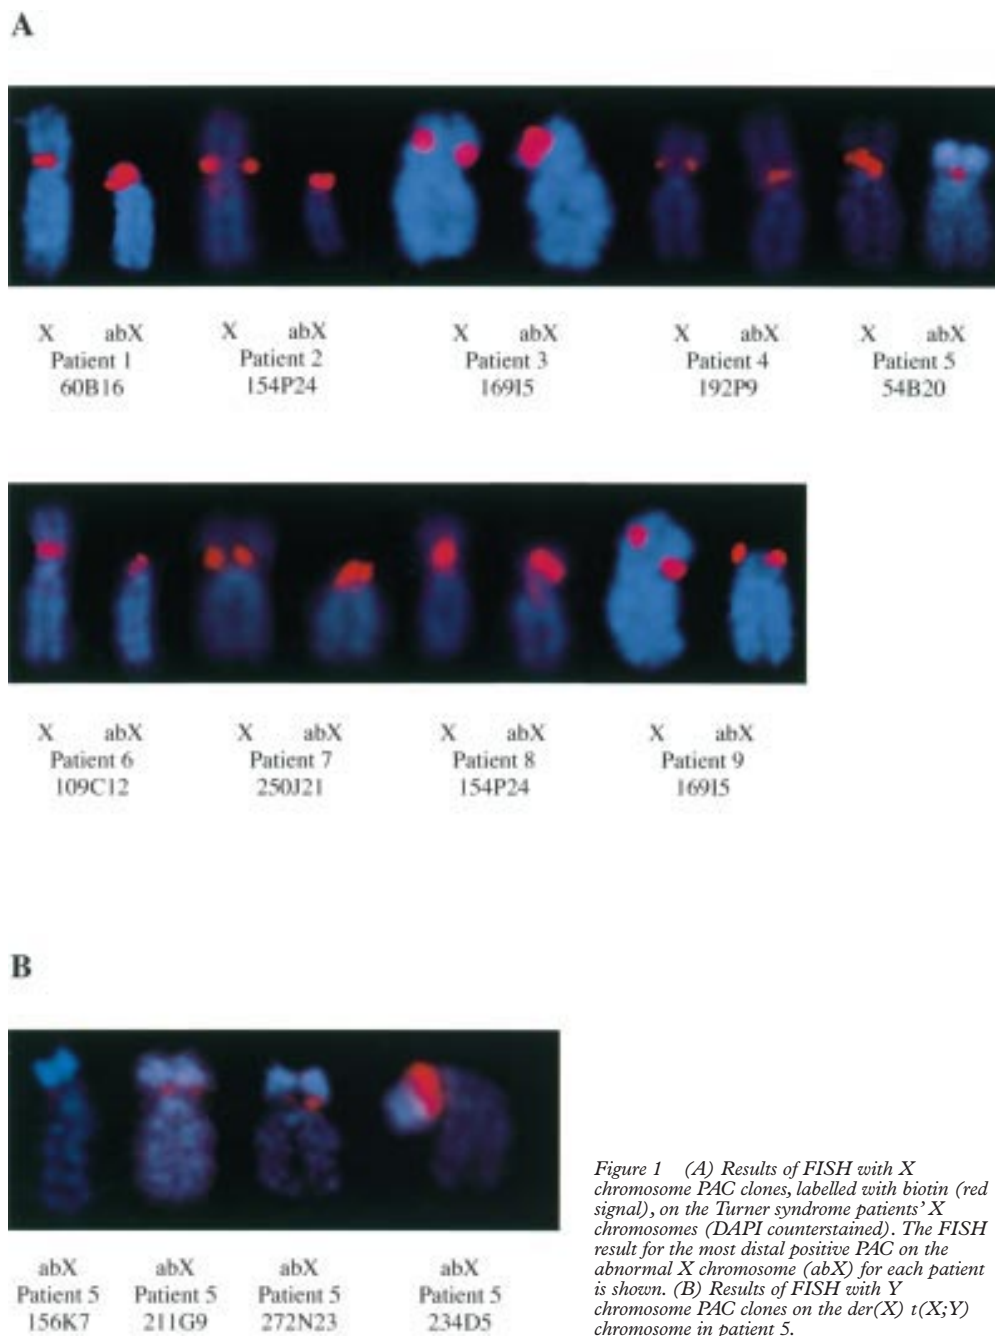 A
X abX X abX X abX X abX X abX
Patient 1 Patient 2 Patient 3 Patient 4 Patient 5
60B16 154P24 169I5 192P9 54B20
X abX X abX X abX X abX
Patient 6 Patient 7 Patient 8 Patient 9
109C12 250J21 154P24 169I5
B
abX abX abX abX
Patient 5 Patient 5 Patient 5 Patient 5
156K7 211G9 272N23 234D5
Figure 1 (A) Results of FISH with X
chromosome PAC clones, labelled with biotin (red
signal), on the Turner syndrome patients' X
chromosomes (DAPI counterstained). The FISH
result for the most distal positive PAC on the
abnormal X chromosome (abX) for each patient
is shown. (B) Results of FISH with Y
chromosome PAC clones on the der(X) t(X;Y)
chromosome in patient 5.